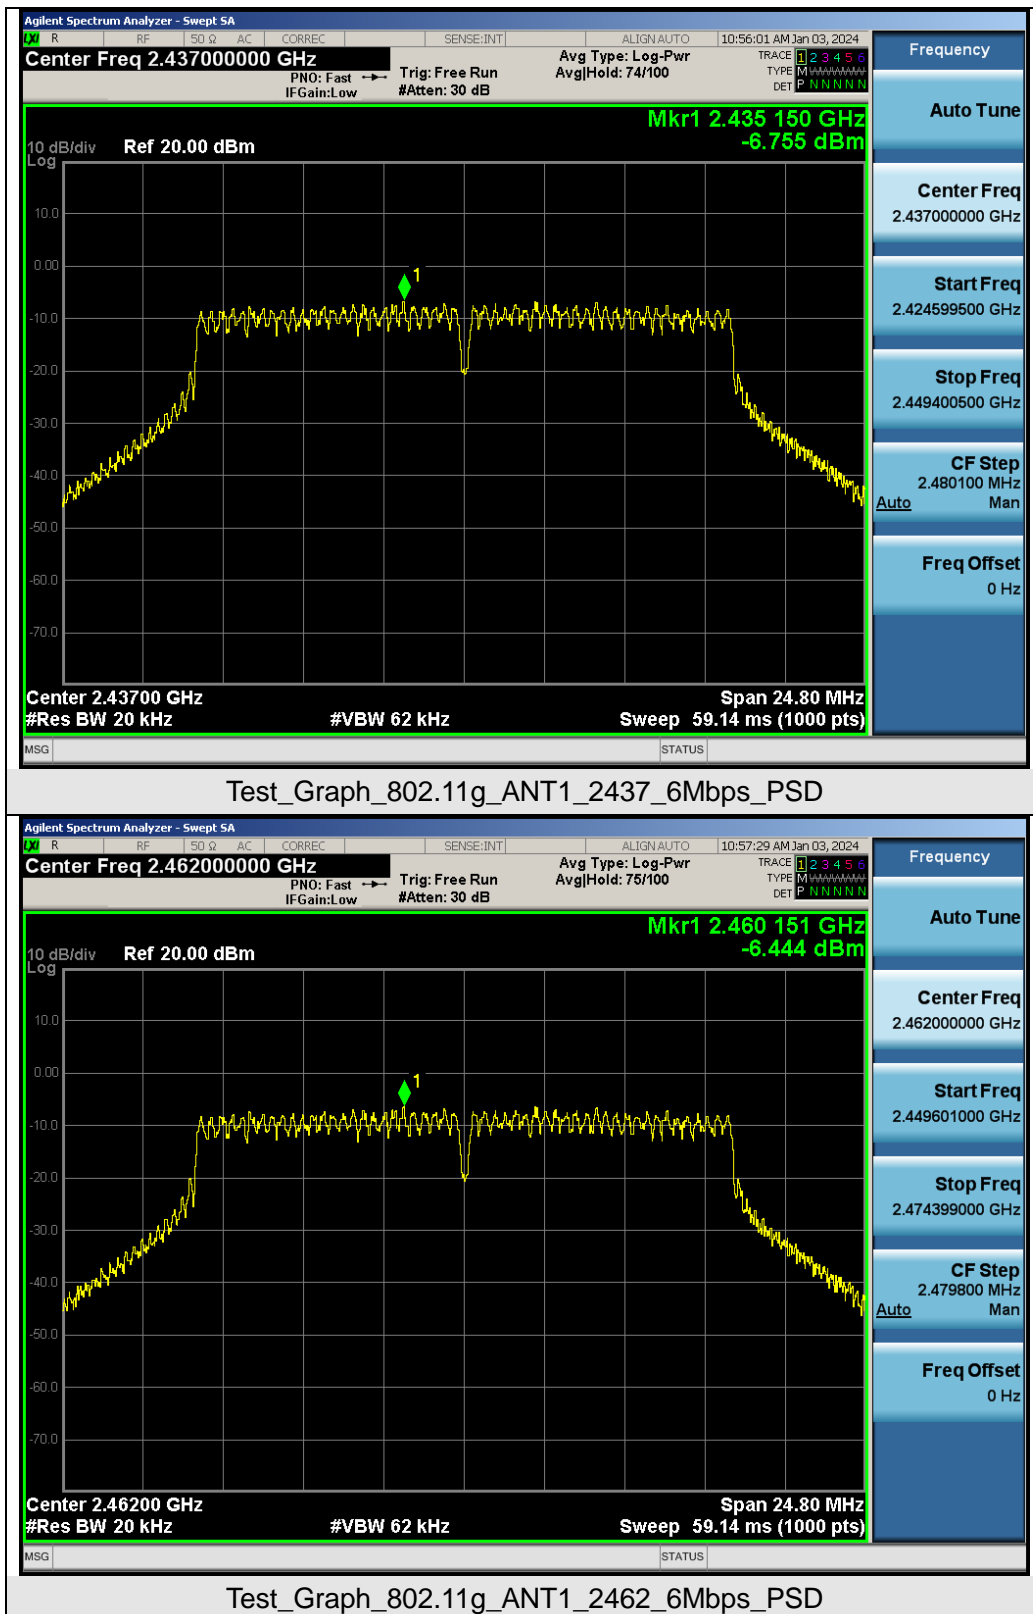 Agilent Spectrum Analyzer - Swept SA
LXI R RF 50 Ω AC CORREC SENSE:INT ALIGN AUTO 10:56:01 AM Jan 03, 2024
Center Freq 2.437000000 GHz
PNO: Fast
IFGain:Low
Trig: Free Run
#Atten: 30 dB
Avg Type: Log-Pwr
Avg|Hold: 74/100
TRACE 1 2 3 4 5 6
TYPE M
DET P N N N N N
Mkr1 2.435 150 GHz
-6.755 dBm
10 dB/div Ref 20.00 dBm
Log
1
10.0
0.00
-10.0
-20.0
-30.0
-40.0
-50.0
-60.0
-70.0
Center 2.43700 GHz Span 24.80 MHz
#Res BW 20 kHz #VBW 62 kHz Sweep 59.14 ms (1000 pts)
MSG STATUS
Frequency
Auto Tune
Center Freq
2.437000000 GHz
Start Freq
2.424599500 GHz
Stop Freq
2.449400500 GHz
CF Step
2.480100 MHz
Auto Man
Freq Offset
0 Hz
Test_Graph_802.11g_ANT1_2437_6Mbps_PSD
Agilent Spectrum Analyzer - Swept SA
LXI R RF 50 Ω AC CORREC SENSE:INT ALIGN AUTO 10:57:29 AM Jan 03, 2024
Center Freq 2.462000000 GHz
PNO: Fast
IFGain:Low
Trig: Free Run
#Atten: 30 dB
Avg Type: Log-Pwr
Avg|Hold: 75/100
TRACE 1 2 3 4 5 6
TYPE M
DET P N N N N N
Mkr1 2.460 151 GHz
-6.444 dBm
10 dB/div Ref 20.00 dBm
Log
1
10.0
0.00
-10.0
-20.0
-30.0
-40.0
-50.0
-60.0
-70.0
Center 2.46200 GHz Span 24.80 MHz
#Res BW 20 kHz #VBW 62 kHz Sweep 59.14 ms (1000 pts)
MSG STATUS
Frequency
Auto Tune
Center Freq
2.462000000 GHz
Start Freq
2.449601000 GHz
Stop Freq
2.474399000 GHz
CF Step
2.479800 MHz
Auto Man
Freq Offset
0 Hz
Test_Graph_802.11g_ANT1_2462_6Mbps_PSD